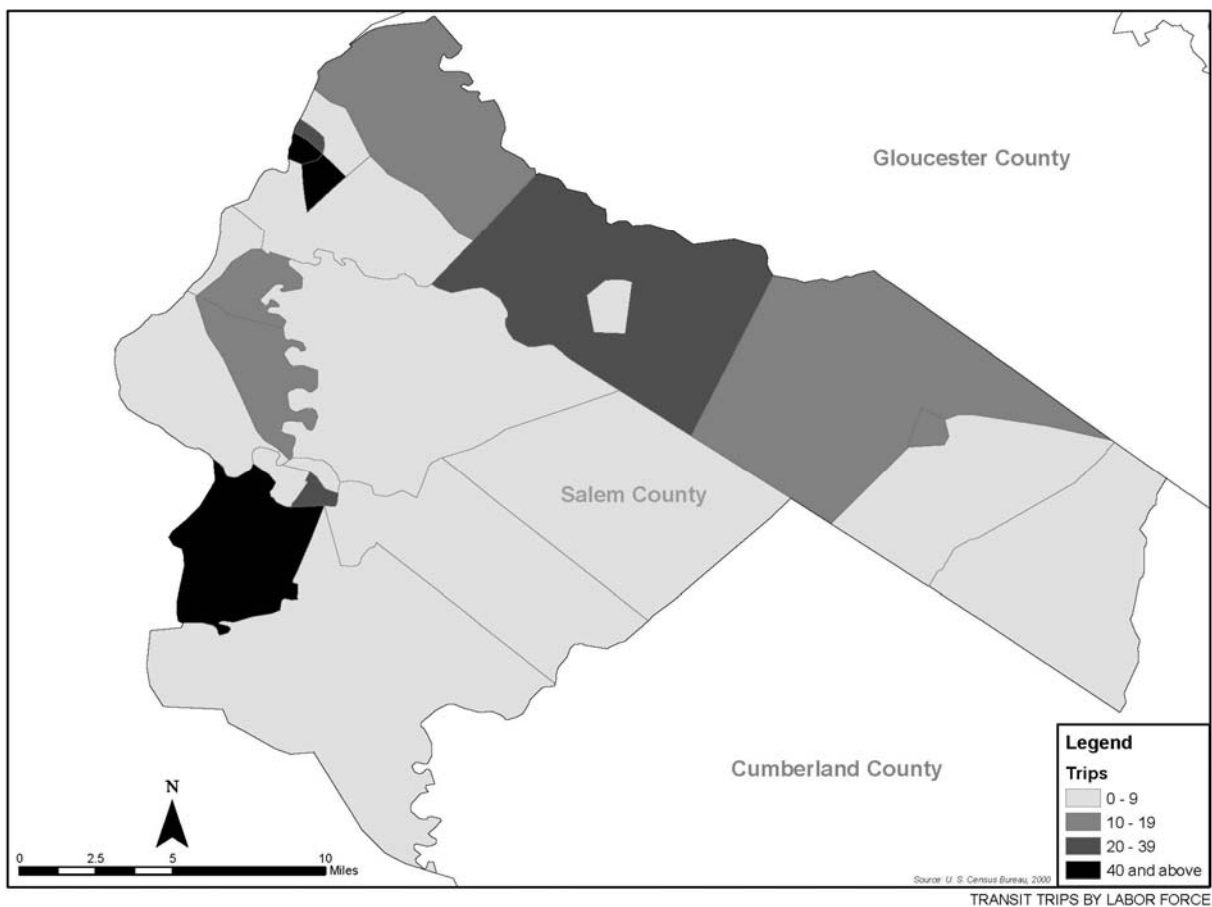 Gloucester County
Salem County
Cumberland County
N
0 2.5 5 10
Miles
Legend
Trips
0 - 9
10 - 19
20 - 39
40 and above
Source: U. S. Census Bureau, 2000
TRANSIT TRIPS BY LABOR FORCE